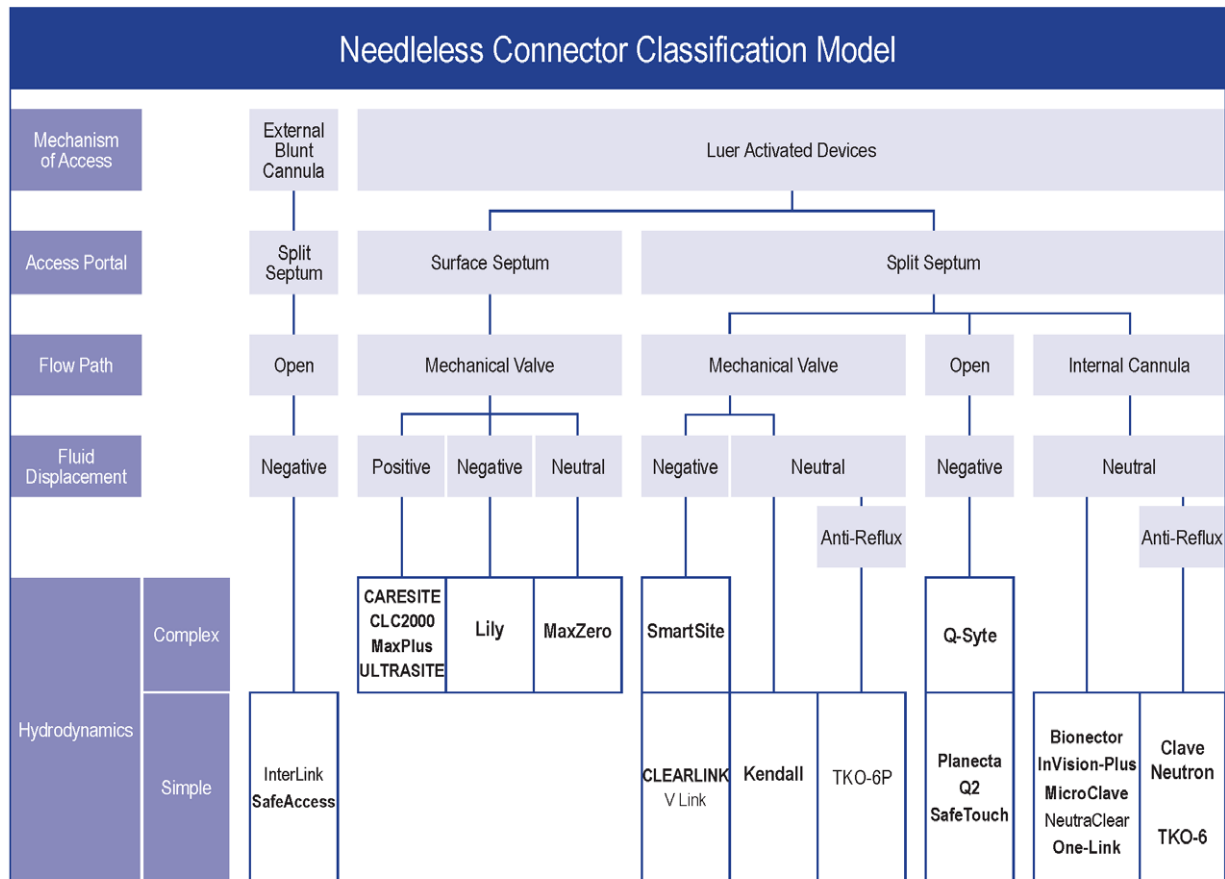 Needleless Connector Classification Model
Mechanism
of Access
External
Blunt
Cannula
Luer Activated Devices
Access Portal
Split
Septum
Surface Septum
Split Septum
Flow Path
Open
Mechanical Valve
Mechanical Valve
Open
Internal Cannula
Fluid
Displacement
Negative
Positive
Negative
Neutral
Negative
Neutral
Negative
Neutral
Anti-Reflux
Anti-Reflux
Hydrodynamics
Complex
CARESITE
CLC2000
MaxPlus
ULTRASITE
Lily
MaxZero
SmartSite
Q-Syte
Simple
InterLink
SafeAccess
CLEARLINK
V Link
Kendall
TKO-6P
Planecta
Q2
SafeTouch
Bionector
InVision-Plus
MicroClave
NeutraClear
One-Link
Clave
Neutron
TKO-6